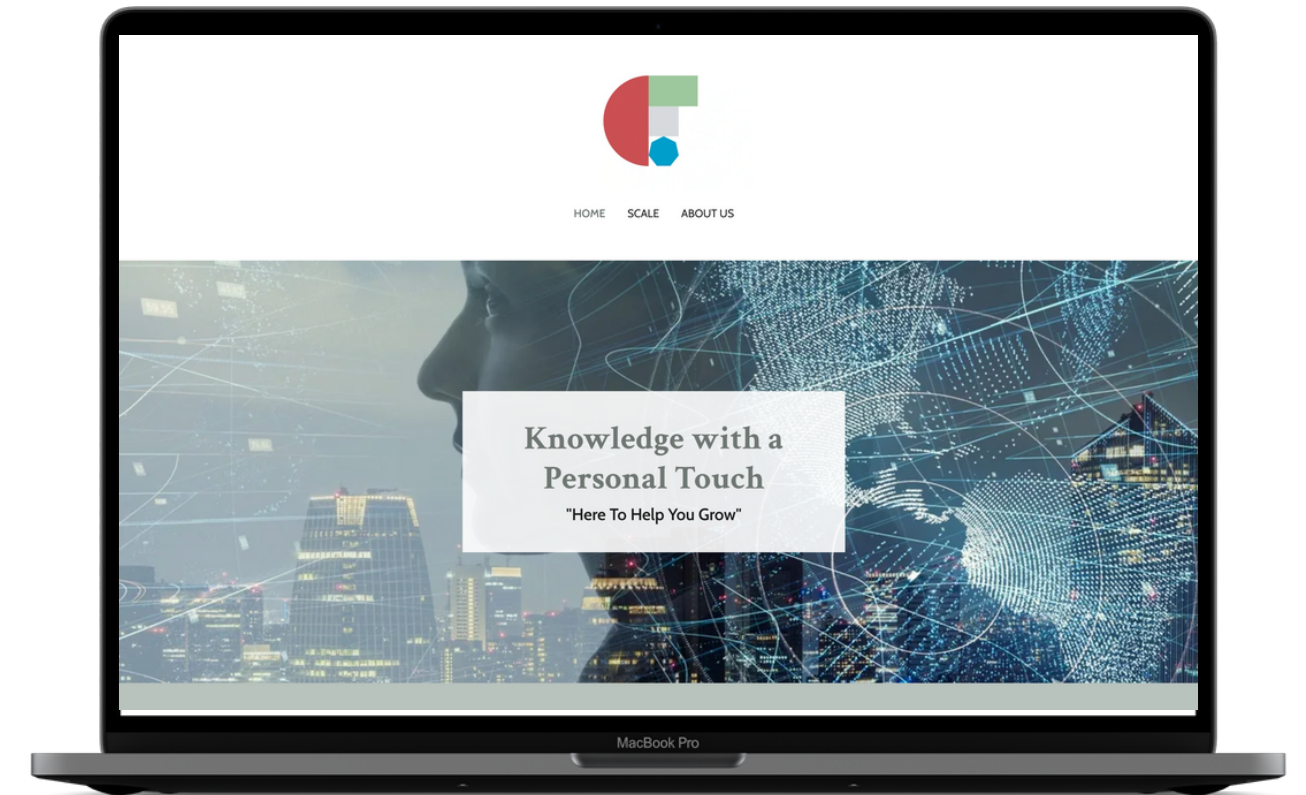 HOME SCALE ABOUT US
Knowledge with a
Personal Touch
"Here To Help You Grow"
MacBook Pro